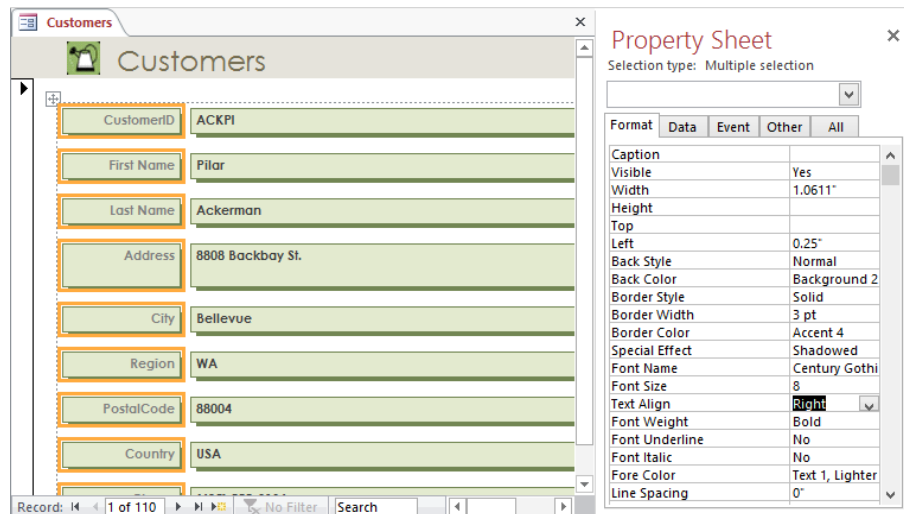 Customers
Customers
CustomerID ACKPI
First Name Pilar
Last Name Ackerman
Address 8808 Backbay St.
City Bellevue
Region WA
PostalCode 88004
Country USA
Record: 1 of 110 No Filter Search
Property Sheet
Selection type: Multiple selection
Format Data Event Other All
Caption
Visible Yes
Width 1.0611"
Height
Top
Left 0.25"
Back Style Normal
Back Color Background 2
Border Style Solid
Border Width 3 pt
Border Color Accent 4
Special Effect Shadowed
Font Name Century Gothi
Font Size 8
Text Align Right
Font Weight Bold
Font Underline No
Font Italic No
Fore Color Text 1, Lighter
Line Spacing 0"